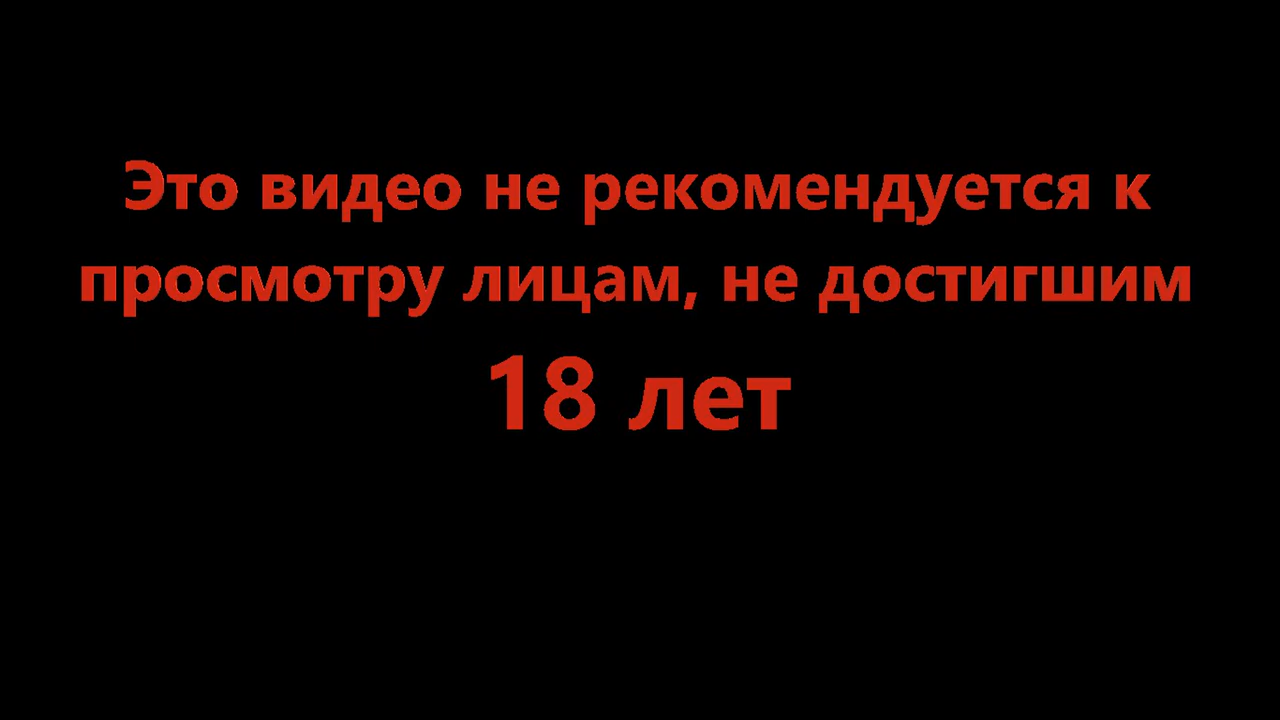 Это видео не рекомендуется к
просмотру лицам, не достигшим
18 лет